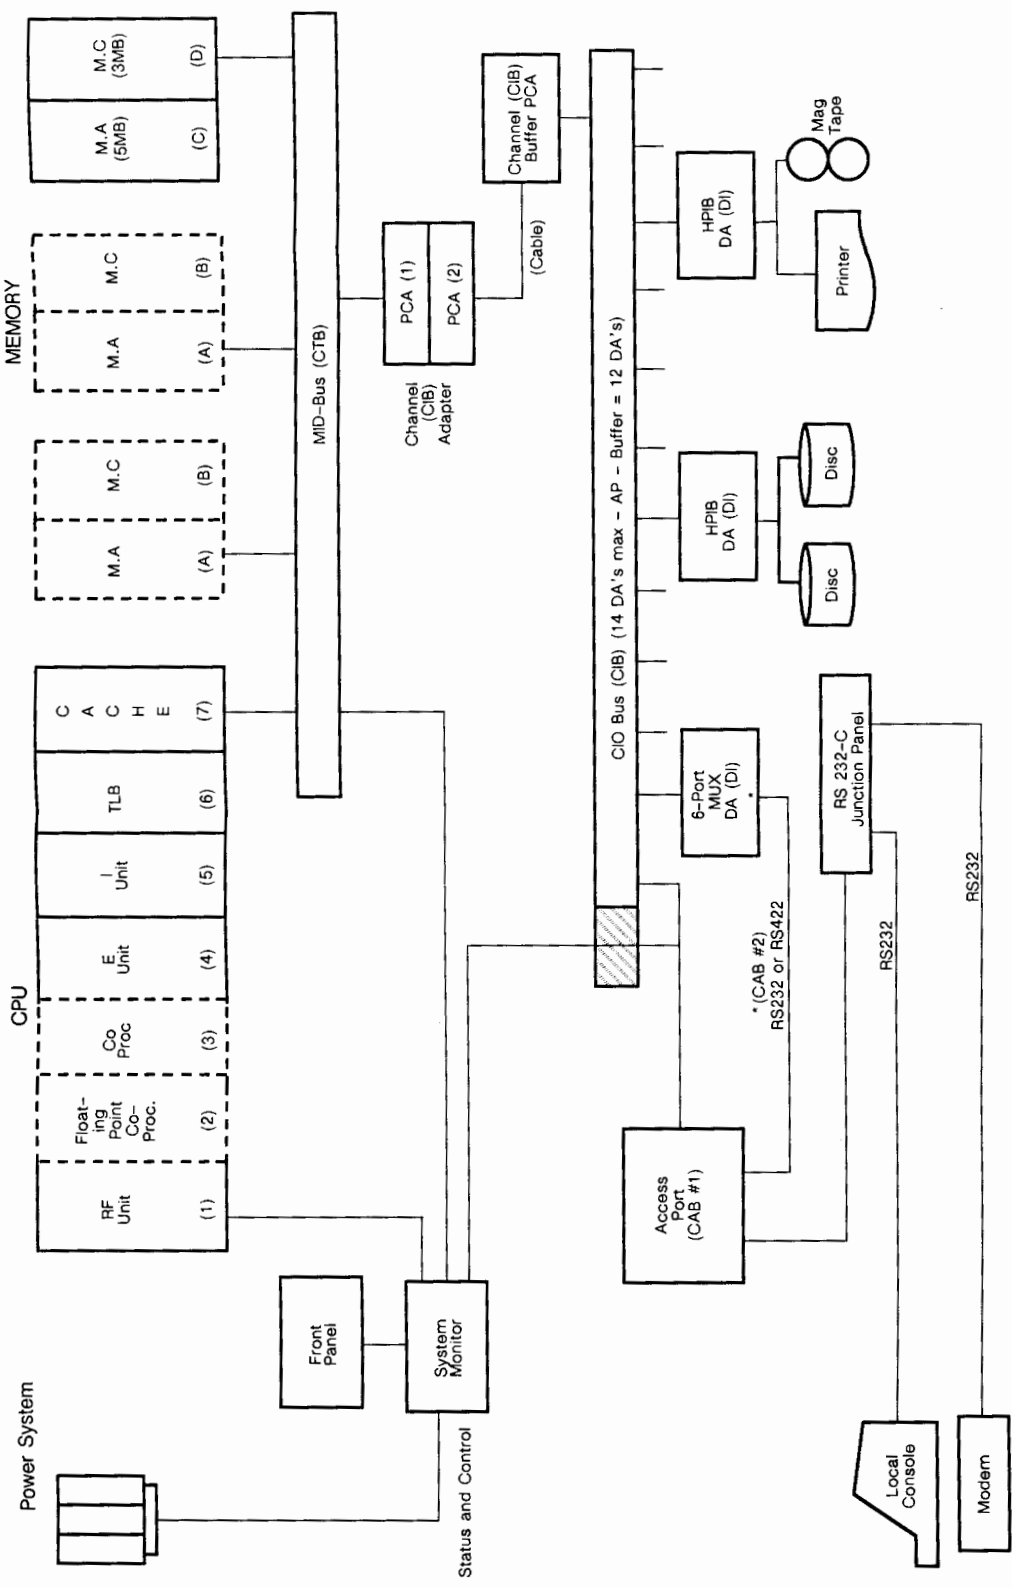 Power System
CPU
MEMORY
RF
Unit
(1)
Float-
ing
Point
Co-
Proc.
(2)
Co
Proc
(3)
E
Unit
(4)
I
Unit
(5)
TLB
(6)
C
A
C
H
E
(7)
M.A
(A)
M.C
(B)
M.A
(A)
M.C
(B)
M.A
(5MB)
(C)
M.C
(3MB)
(D)
Front
Panel
MID-Bus (CTB)
System
Monitor
Status and Control
Channel
(CIB)
Adapter
PCA (1)
PCA (2)
(Cable)
Channel (CIB)
Buffer PCA
CIO Bus (CIB) (14 DA's max - AP - Buffer = 12 DA's)
Access
Port
(CAB #1)
* (CAB #2)
RS232 or RS422
6-Port
MUX
DA (DI)
*
HPIB
DA (DI)
HPIB
DA (DI)
Disc
Disc
Printer
Mag
Tape
RS 232-C
Junction Panel
RS232
RS232
Local
Console
Modem